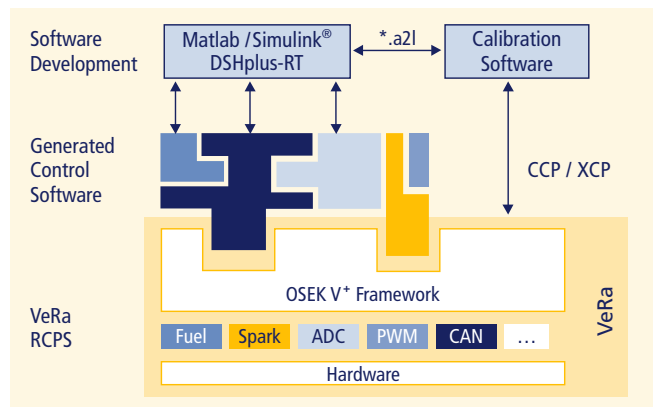 Software
Development
Matlab /Simulink®
DSHplus-RT
*.a2l
Calibration
Software
Generated
Control
Software
CCP / XCP
OSEK V⁺ Framework
VeRa
RCPS
VeRa
Fuel Spark ADC PWM CAN ...
Hardware